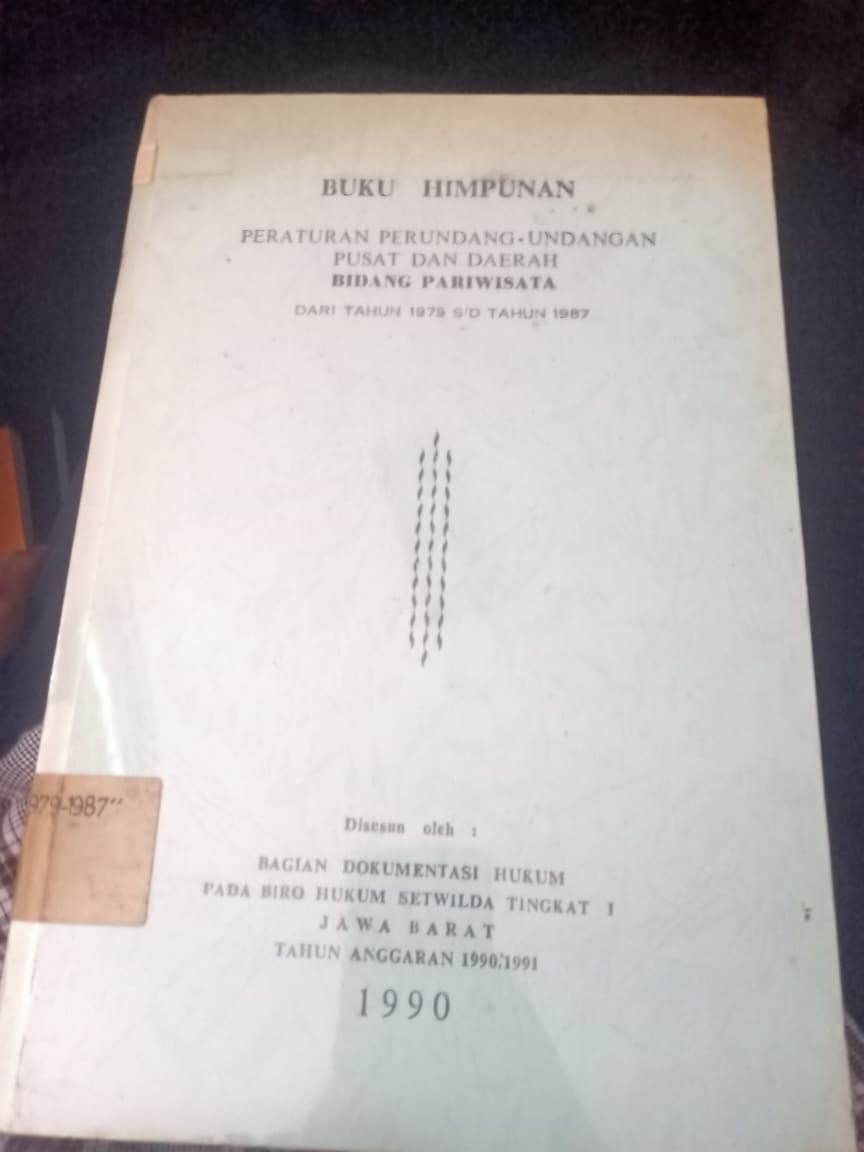 BUKU HIMPUNAN
PERATURAN PERUNDANG-UNDANGAN
PUSAT DAN DAERAH
BIDANG PARIWISATA
DARI TAHUN 1979 S/D TAHUN 1987
979-1987"
Disusun oleh :
BAGIAN DOKUMENTASI HUKUM
PADA BIRO HUKUM SETWILDA TINGKAT I
JAWA BARAT
TAHUN ANGGARAN 1990/1991
1990